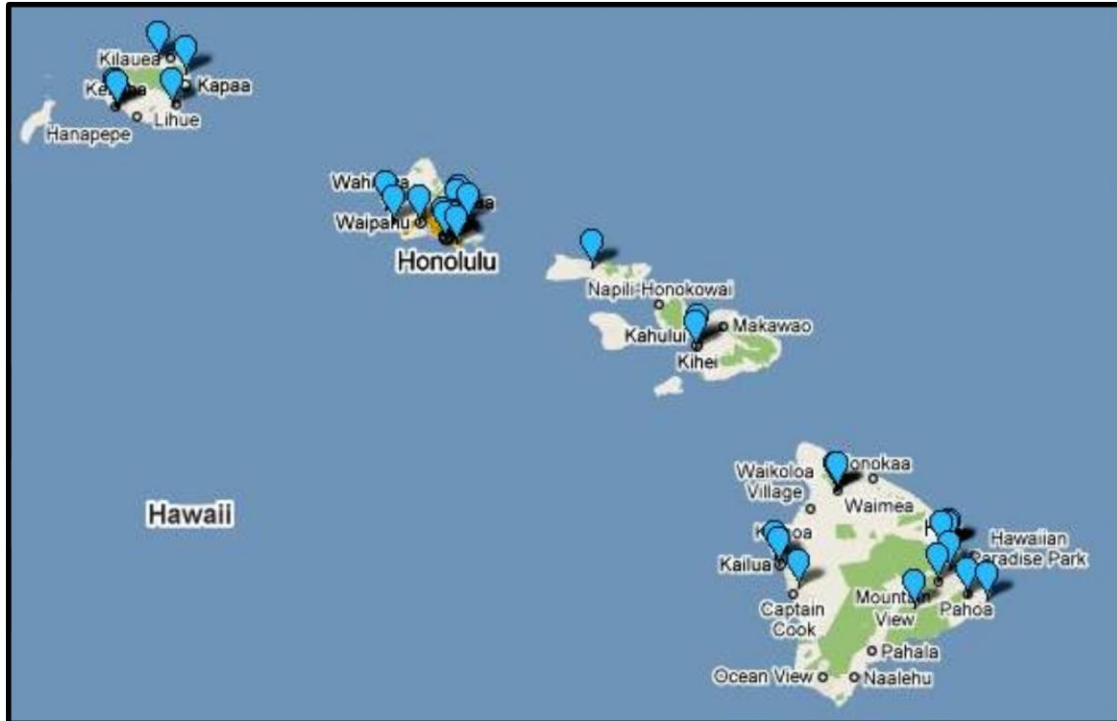 Kilauea
Kapaa
Lihue
Hanapepe
Waipahu
Honolulu
Napili-Honokowai
Kahului
Makawao
Kihei
Waikoloa
Village
Waimea
Hawaii
Hawaiian
Paradise Park
Kailua
Captain
Cook
Mountain
View
Pahoa
Pahala
Ocean View
Naalehu